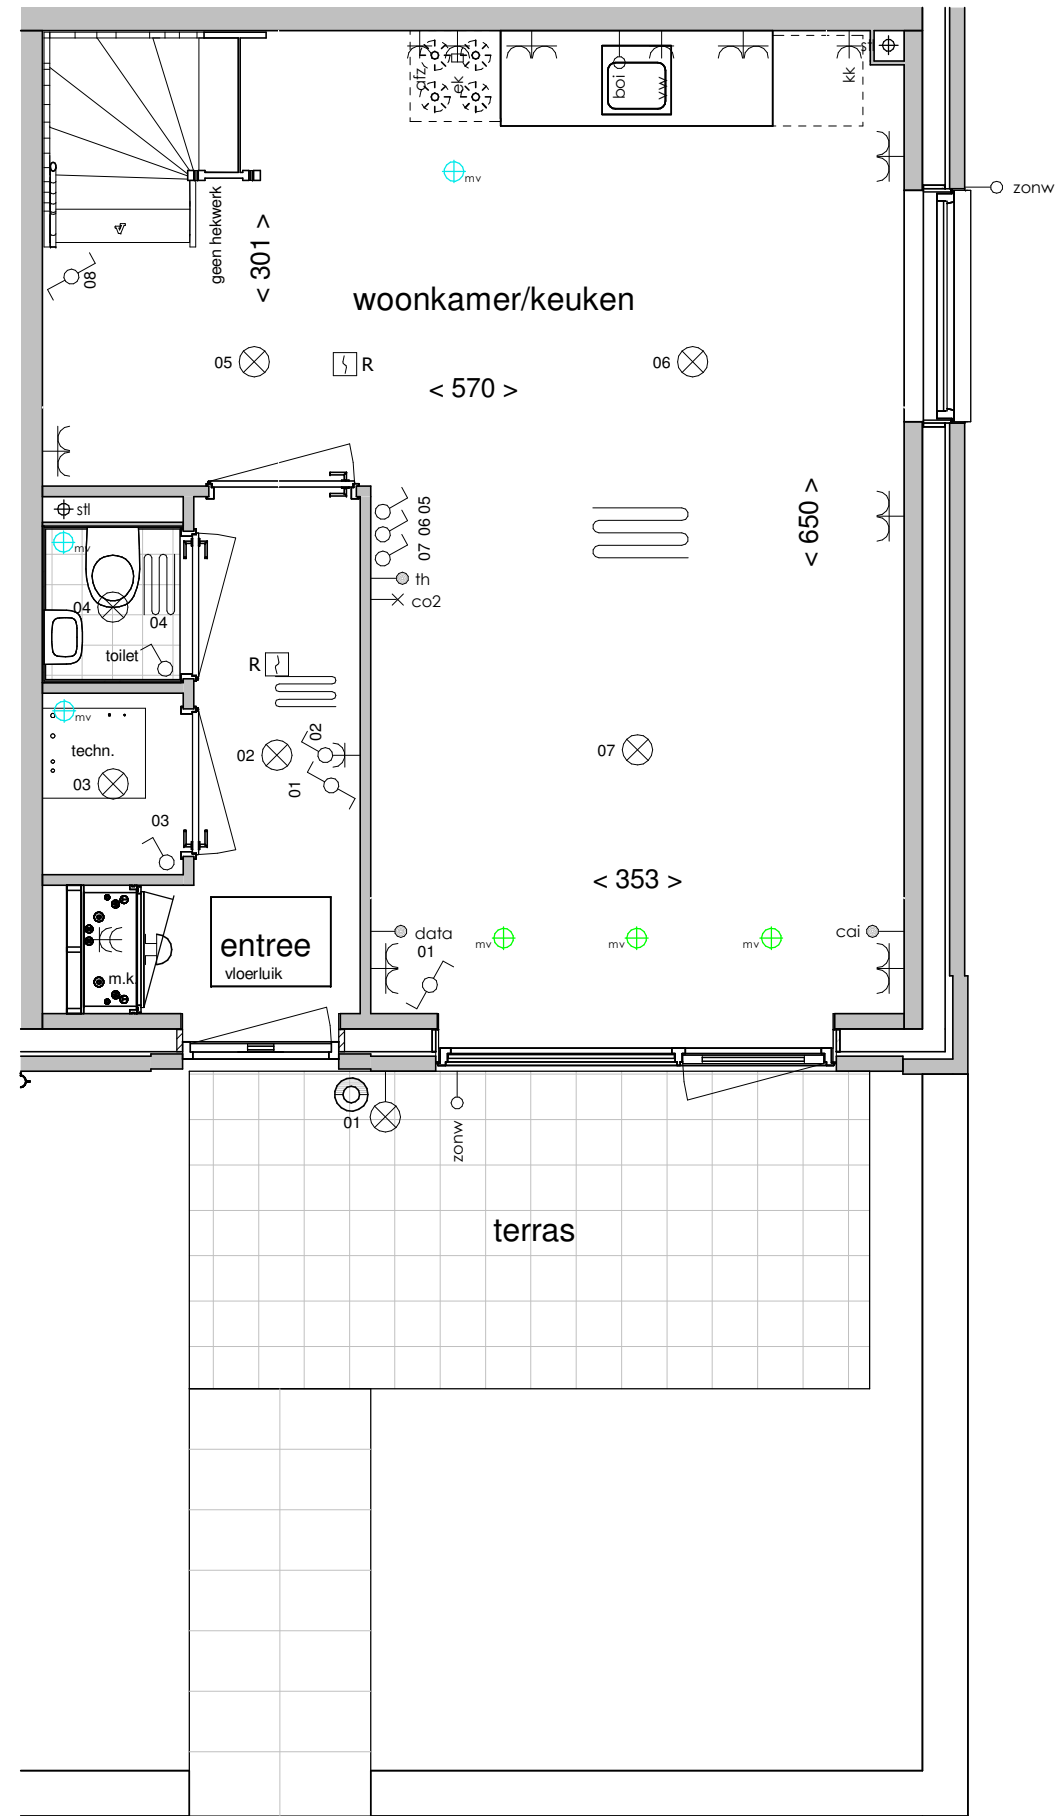 afz
ek
boi
vw
kk
stl
mv
zonw
geen hekwerk
< 301 >
08
woonkamer/keuken
05
R
06
< 570 >
< 650 >
stl
07 06 05
mv
th
co2
04
04
toilet
R
mv
techn.
02
02
07
03
01
03
< 353 >
data
mv
mv
mv
cai
entree
01
vloerluik
m.k.
01
zonw
terras